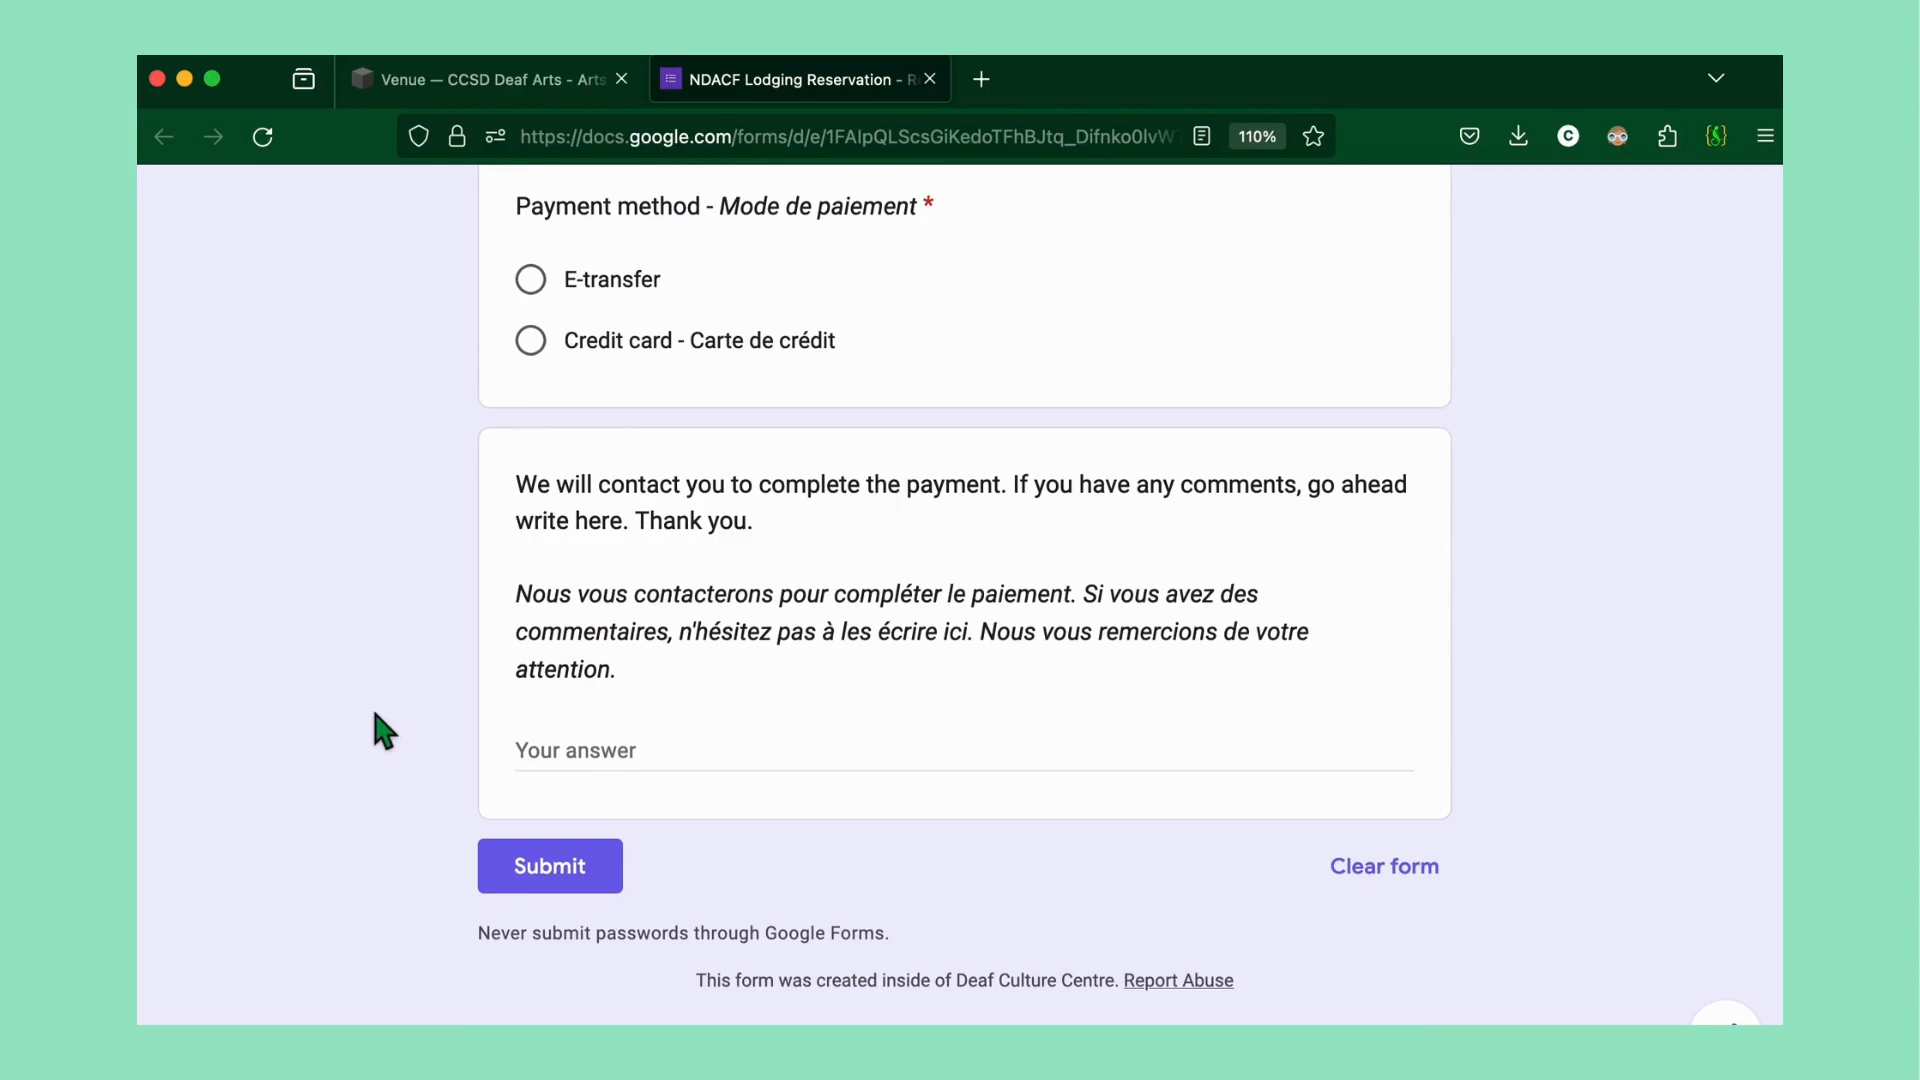 Venue — CCSD Deaf Arts - Arts
NDACF Lodging Reservation - R
https://docs.google.com/forms/d/e/1FAIpQLScsGiKedoTFhBJtq_Difnko0lvW
110%
Payment method - Mode de paiement *
E-transfer
Credit card - Carte de crédit
We will contact you to complete the payment. If you have any comments, go ahead
write here. Thank you.
Nous vous contacterons pour compléter le paiement. Si vous avez des
commentaires, n'hésitez pas à les écrire ici. Nous vous remercions de votre
attention.
Your answer
Submit
Clear form
Never submit passwords through Google Forms.
This form was created inside of Deaf Culture Centre. Report Abuse